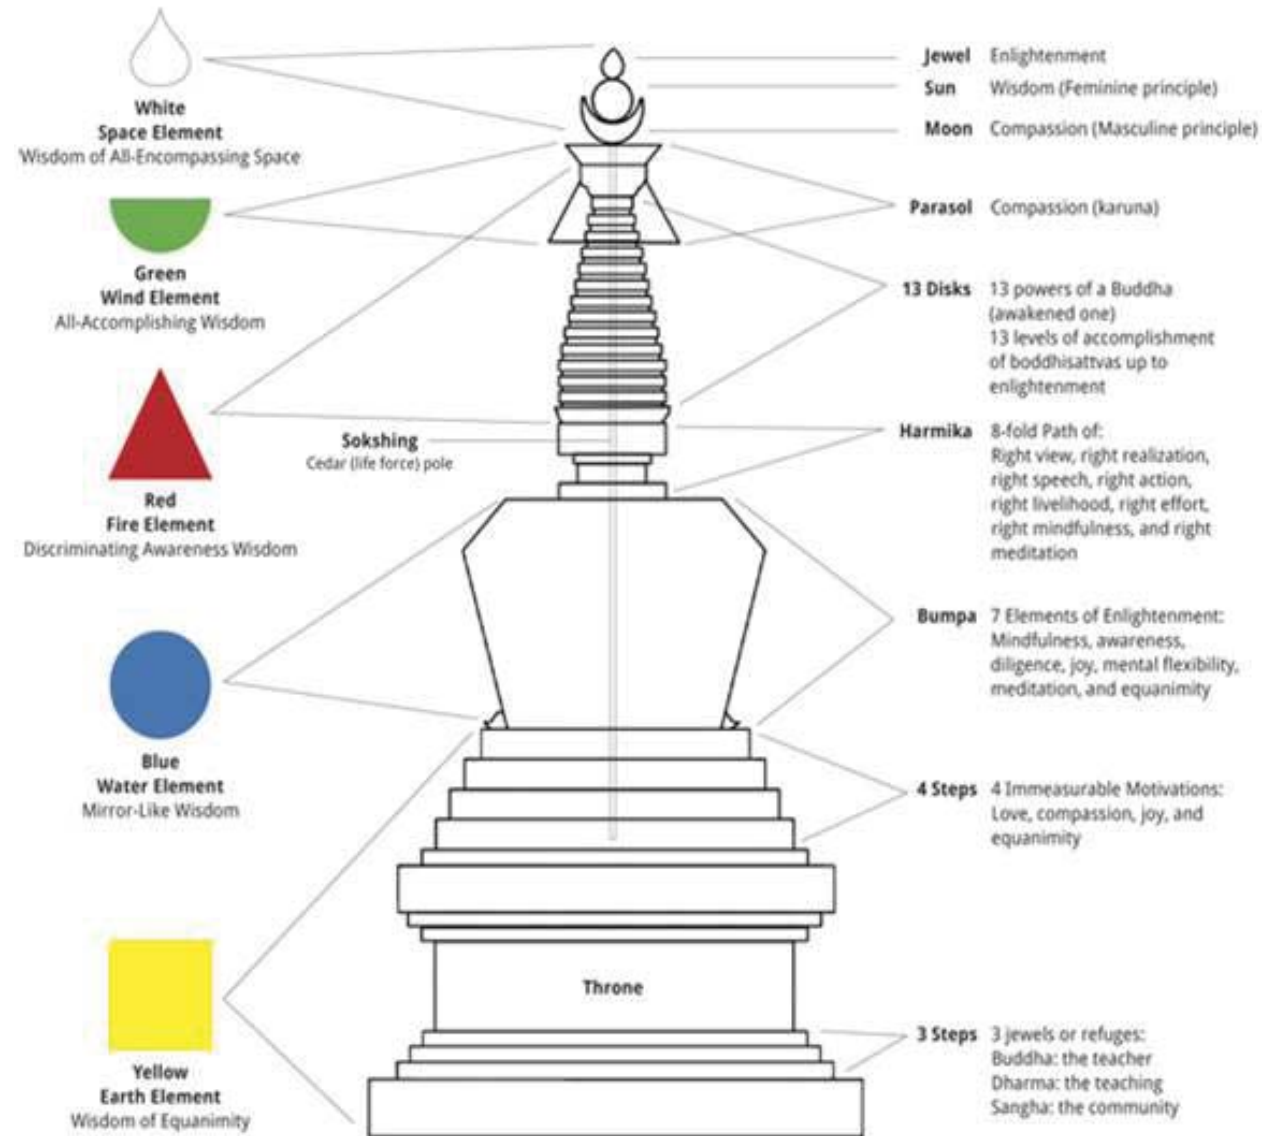 White
Space Element
Wisdom of All-Encompassing Space
Green
Wind Element
All-Accomplishing Wisdom
Red
Fire Element
Discriminating Awareness Wisdom
Blue
Water Element
Mirror-Like Wisdom
Yellow
Earth Element
Wisdom of Equanimity
Sokshing
Cedar (life force) pole
Throne
Jewel Enlightenment
Sun Wisdom (Feminine principle)
Moon Compassion (Masculine principle)
Parasol Compassion (karuna)
13 Disks 13 powers of a Buddha
(awakened one)
13 levels of accomplishment
of boddhisattvas up to
enlightenment
Harmika 8-fold Path of:
Right view, right realization,
right speech, right action,
right livelihood, right effort,
right mindfulness, and right
meditation
Bumpa 7 Elements of Enlightenment:
Mindfulness, awareness,
diligence, joy, mental flexibility,
meditation, and equanimity
4 Steps 4 Immeasurable Motivations:
Love, compassion, joy, and
equanimity
3 Steps 3 jewels or refuges:
Buddha: the teacher
Dharma: the teaching
Sangha: the community